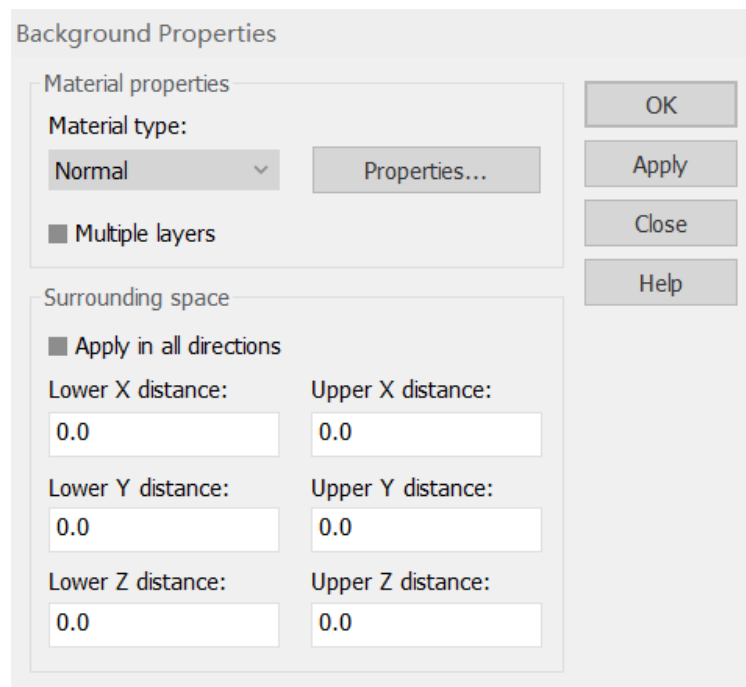 Background Properties
Material properties
Material type:
Normal
Properties...
Multiple layers
OK
Apply
Close
Help
Surrounding space
Apply in all directions
Lower X distance:
Upper X distance:
0.0
0.0
Lower Y distance:
Upper Y distance:
0.0
0.0
Lower Z distance:
Upper Z distance:
0.0
0.0